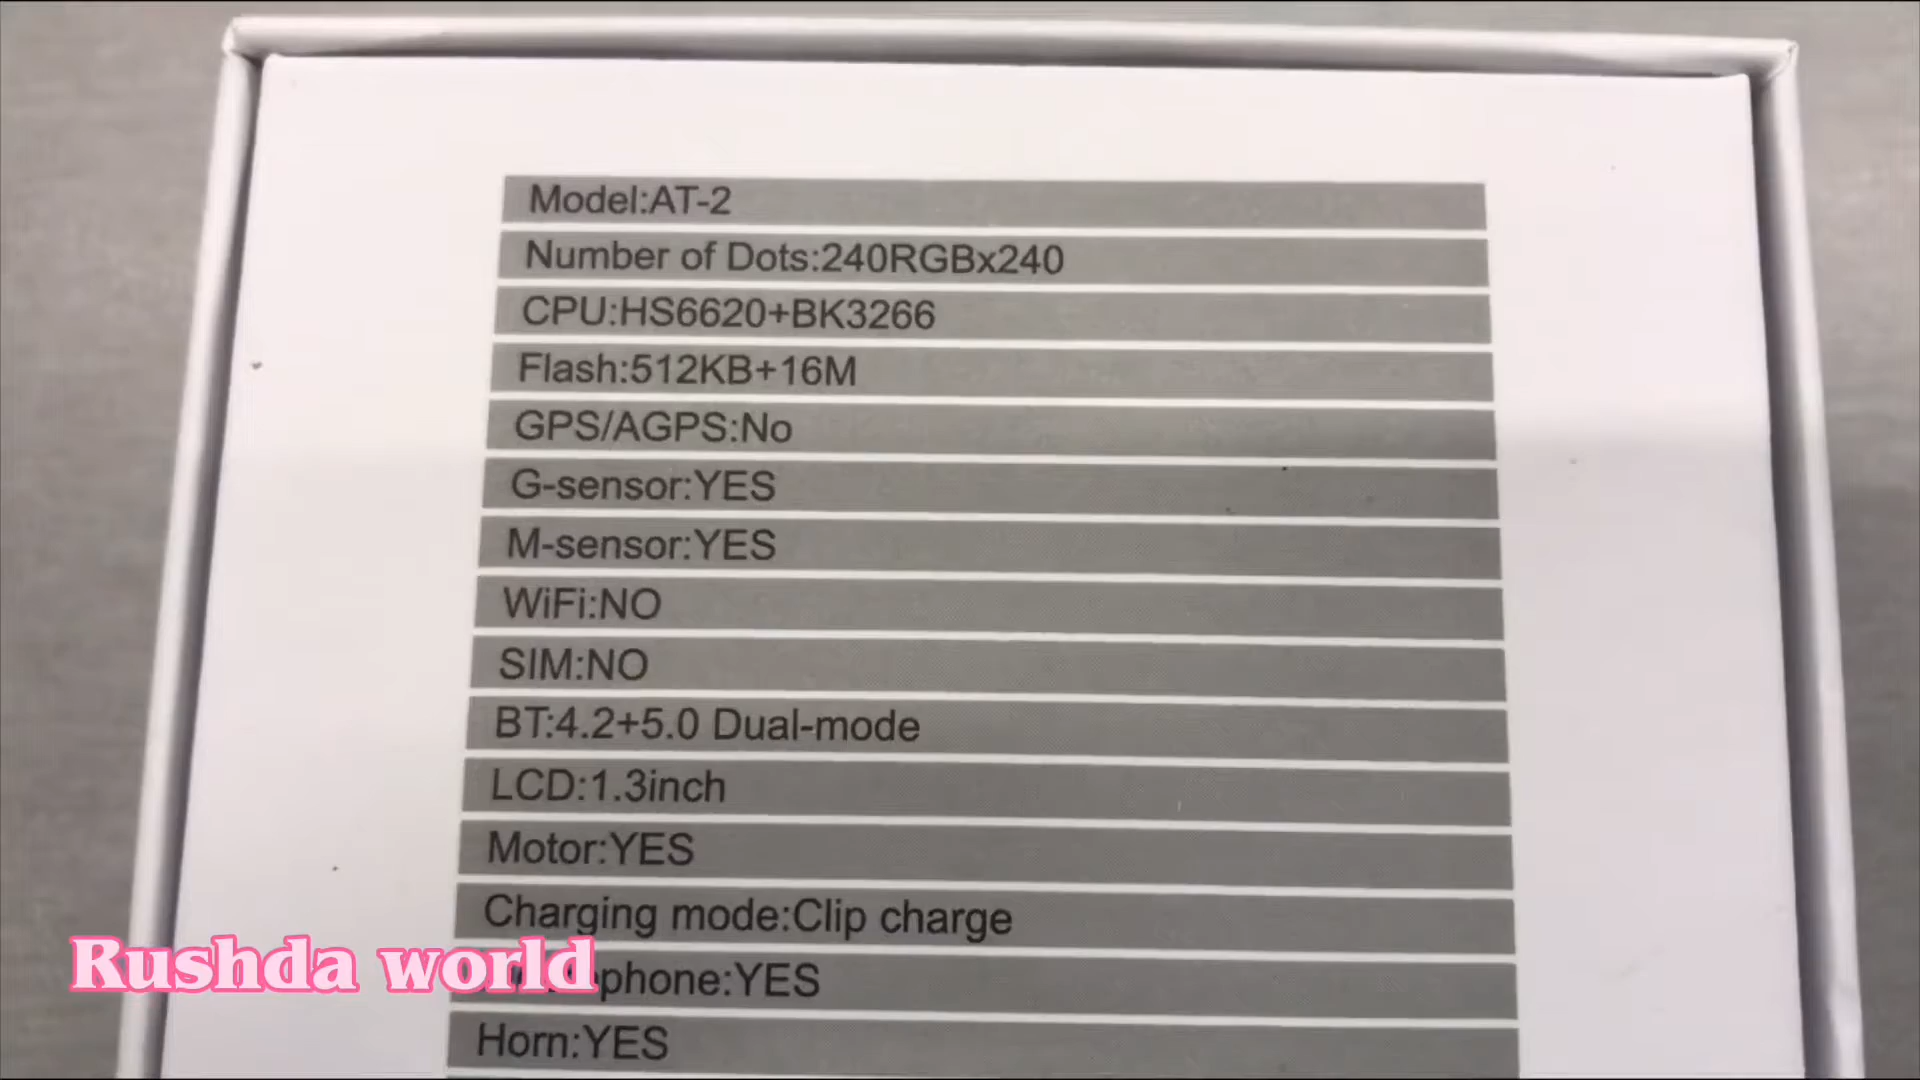 Model:AT-2
Number of Dots:240RGBx240
CPU:HS6620+BK3266
Flash:512KB+16M
GPS/AGPS:No
G-sensor:YES
M-sensor:YES
WiFi:NO
SIM:NO
BT:4.2+5.0 Dual-mode
LCD:1.3inch
Motor:YES
Charging mode:Clip charge
phone:YES
Rushda world
Horn:YES